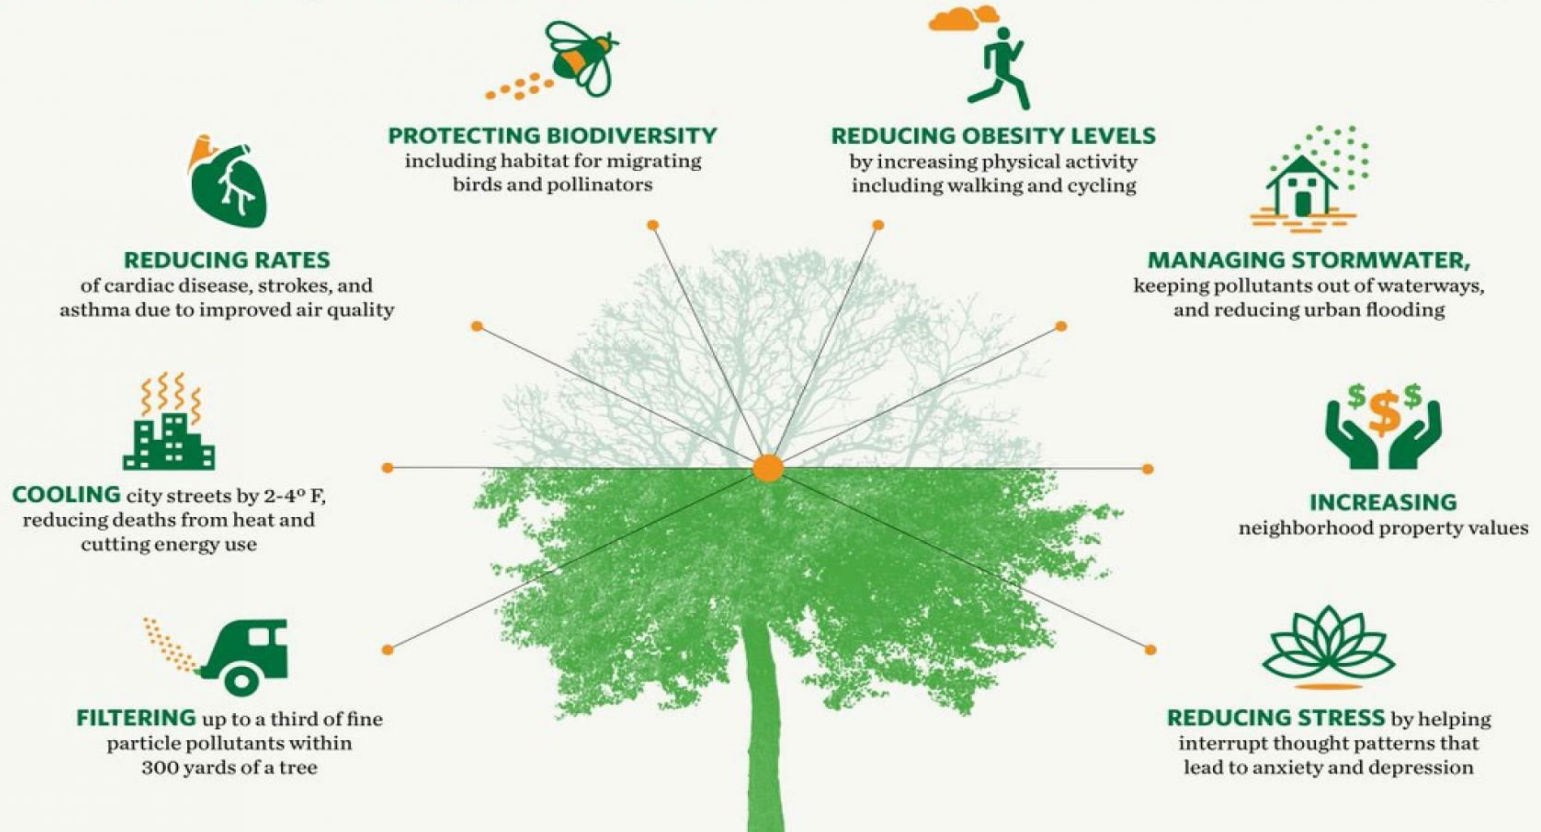 PROTECTING BIODIVERSITY
including habitat for migrating
birds and pollinators
REDUCING OBESITY LEVELS
by increasing physical activity
including walking and cycling
REDUCING RATES
of cardiac disease, strokes, and
asthma due to improved air quality
MANAGING STORMWATER,
keeping pollutants out of waterways,
and reducing urban flooding
COOLING city streets by 2-4º F,
reducing deaths from heat and
cutting energy use
$ $ $
INCREASING
neighborhood property values
FILTERING up to a third of fine
particle pollutants within
300 yards of a tree
REDUCING STRESS by helping
interrupt thought patterns that
lead to anxiety and depression